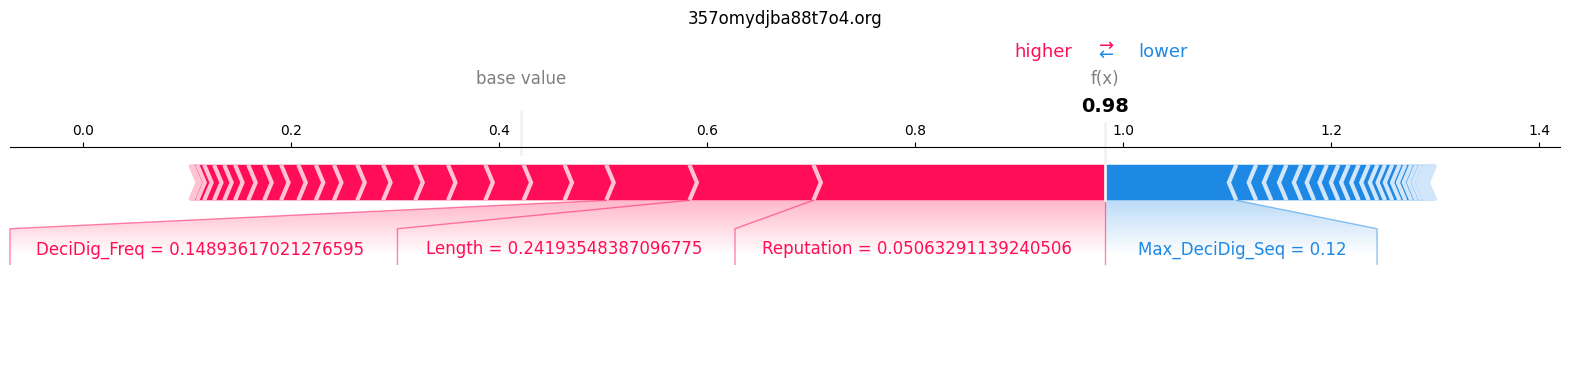 357omydjba88t7o4.org
higher → ← lower
base value f(x)
0.98
0.0 0.2 0.4 0.6 0.8 1.0 1.2 1.4
DeciDig_Freq = 0.14893617021276595 Length = 0.24193548387096775 Reputation = 0.05063291139240506 Max_DeciDig_Seq = 0.12